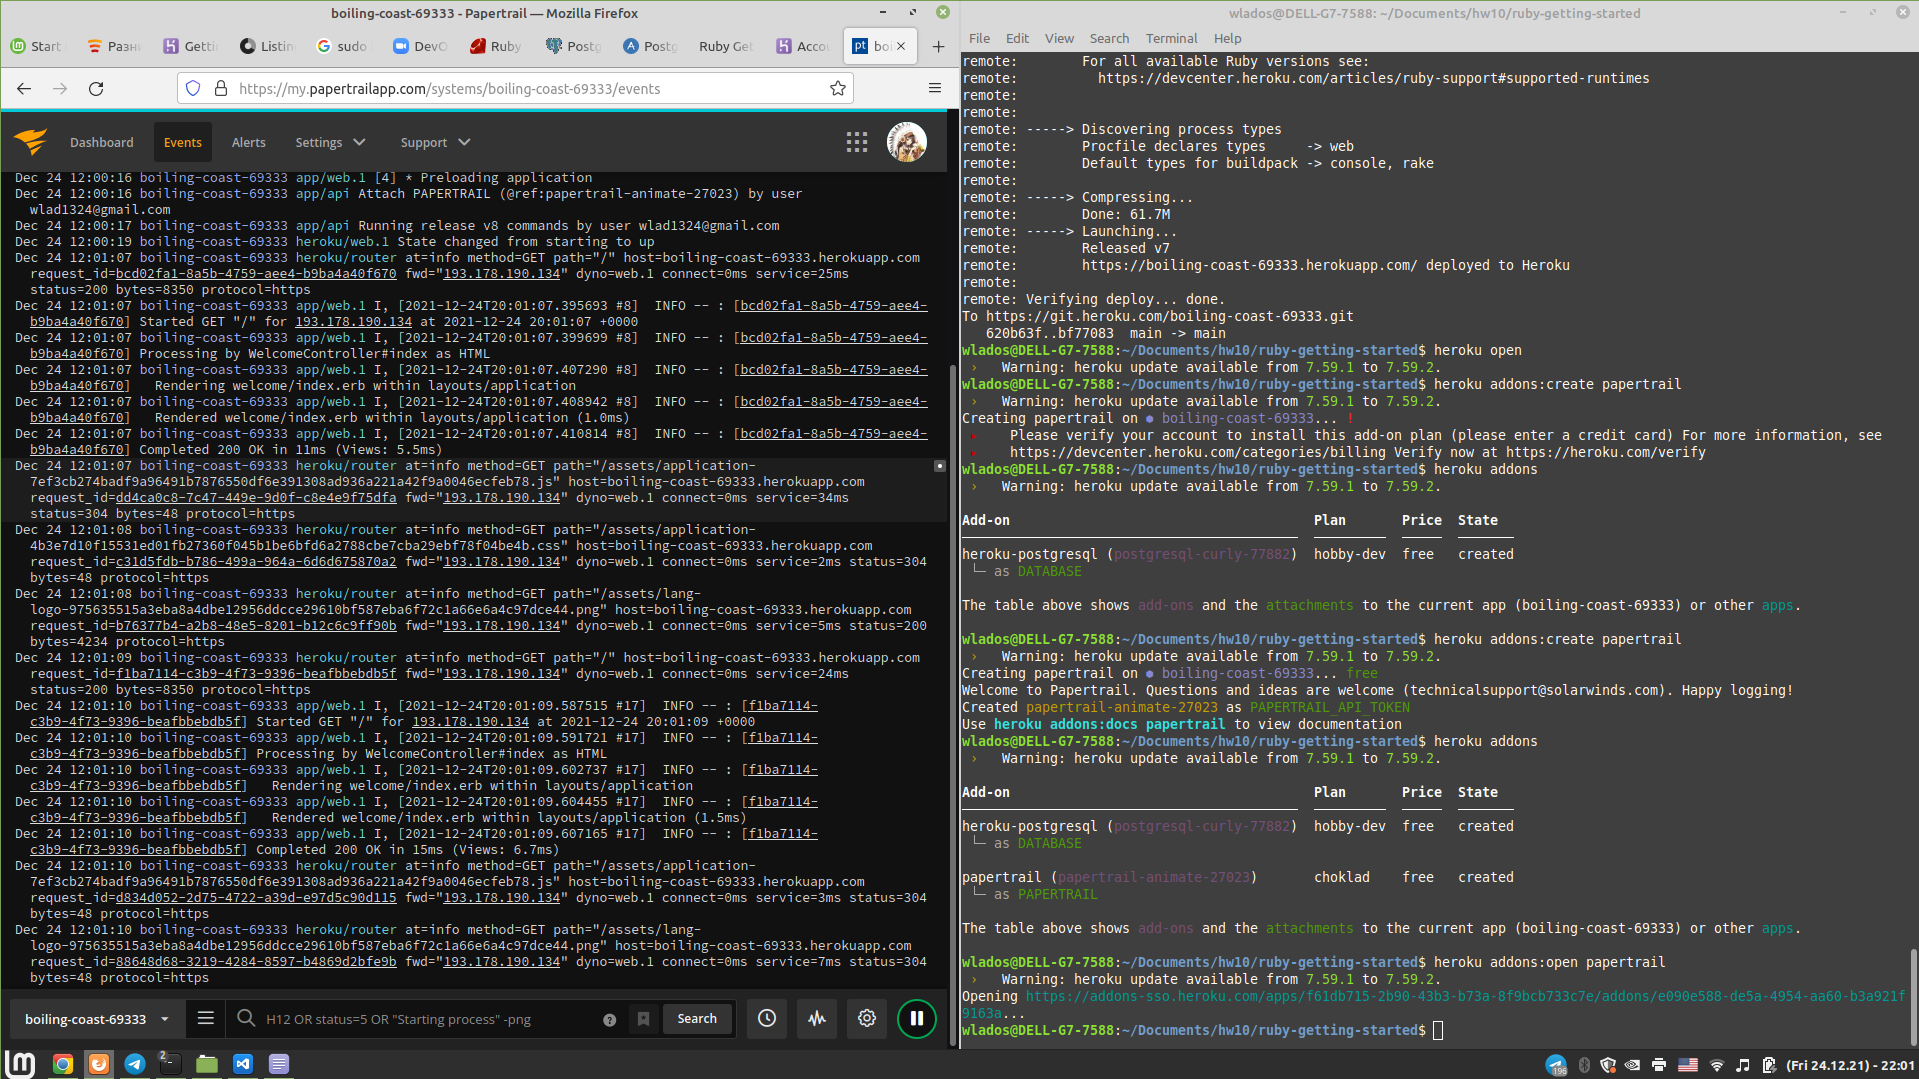 boiling-coast-69333 - Papertrail — Mozilla Firefox
Start
Разн
Getti
Listin
sudo
DevC
Ruby
Postg
Postg
Ruby Get
Accou
pt boi
https://my.papertrailapp.com/systems/boiling-coast-69333/events
Dashboard
Events
Alerts
Settings
Support
Dec 24 12:00:16 boiling-coast-69333 app/web.1 [4] * Preloading application
Dec 24 12:00:16 boiling-coast-69333 app/api Attach PAPERTRAIL (@ref:papertrail-animate-27023) by user
wlad1324@gmail.com
Dec 24 12:00:17 boiling-coast-69333 app/api Running release v8 commands by user wlad1324@gmail.com
Dec 24 12:00:19 boiling-coast-69333 heroku/web.1 State changed from starting to up
Dec 24 12:01:07 boiling-coast-69333 heroku/router at=info method=GET path="/" host=boiling-coast-69333.herokuapp.com
request_id=bcd02fa1-8a5b-4759-aee4-b9ba4a40f670 fwd="193.178.190.134" dyno=web.1 connect=0ms service=25ms
status=200 bytes=8350 protocol=https
Dec 24 12:01:07 boiling-coast-69333 app/web.1 I, [2021-12-24T20:01:07.395693 #8] INFO -- : [bcd02fa1-8a5b-4759-aee4-
b9ba4a40f670] Started GET "/" for 193.178.190.134 at 2021-12-24 20:01:07 +0000
Dec 24 12:01:07 boiling-coast-69333 app/web.1 I, [2021-12-24T20:01:07.399699 #8] INFO -- : [bcd02fa1-8a5b-4759-aee4-
b9ba4a40f670] Processing by WelcomeController#index as HTML
Dec 24 12:01:07 boiling-coast-69333 app/web.1 I, [2021-12-24T20:01:07.407290 #8] INFO -- : [bcd02fa1-8a5b-4759-aee4-
b9ba4a40f670] Rendering welcome/index.erb within layouts/application
Dec 24 12:01:07 boiling-coast-69333 app/web.1 I, [2021-12-24T20:01:07.408942 #8] INFO -- : [bcd02fa1-8a5b-4759-aee4-
b9ba4a40f670] Rendered welcome/index.erb within layouts/application (1.0ms)
Dec 24 12:01:07 boiling-coast-69333 app/web.1 I, [2021-12-24T20:01:07.410814 #8] INFO -- : [bcd02fa1-8a5b-4759-aee4-
b9ba4a40f670] Completed 200 OK in 11ms (Views: 5.5ms)
Dec 24 12:01:07 boiling-coast-69333 heroku/router at=info method=GET path="/assets/application-
7ef3cb274badf9a96491b7876550df6e391308ad936a221a42f9a0046ecfeb78.js" host=boiling-coast-69333.herokuapp.com
request_id=dd4ca0c8-7c47-449e-9d0f-c8e4e9f75dfa fwd="193.178.190.134" dyno=web.1 connect=0ms service=34ms
status=304 bytes=48 protocol=https
Dec 24 12:01:08 boiling-coast-69333 heroku/router at=info method=GET path="/assets/application-
4b3e7d10f15531ed01fb27360f045b1be6bfd6a2788cbe7cba29ebf78f04be4b.css" host=boiling-coast-69333.herokuapp.com
request_id=c31d5fdb-b786-499a-964a-6d6d675870a2 fwd="193.178.190.134" dyno=web.1 connect=0ms service=2ms status=304
bytes=48 protocol=https
Dec 24 12:01:08 boiling-coast-69333 heroku/router at=info method=GET path="/assets/lang-
logo-975635515a3eba8a4dbe12956ddcce29610bf587eba6f72c1a66e6a4c97dce44.png" host=boiling-coast-69333.herokuapp.com
request_id=b76377b4-a2b8-48e5-8201-b12c6c9ff90b fwd="193.178.190.134" dyno=web.1 connect=0ms service=5ms status=200
bytes=4234 protocol=https
Dec 24 12:01:09 boiling-coast-69333 heroku/router at=info method=GET path="/" host=boiling-coast-69333.herokuapp.com
request_id=f1ba7114-c3b9-4f73-9396-beafbbebdb5f fwd="193.178.190.134" dyno=web.1 connect=0ms service=24ms
status=200 bytes=8350 protocol=https
Dec 24 12:01:10 boiling-coast-69333 app/web.1 I, [2021-12-24T20:01:09.587515 #17] INFO -- : [f1ba7114-
c3b9-4f73-9396-beafbbebdb5f] Started GET "/" for 193.178.190.134 at 2021-12-24 20:01:09 +0000
Dec 24 12:01:10 boiling-coast-69333 app/web.1 I, [2021-12-24T20:01:09.591721 #17] INFO -- : [f1ba7114-
c3b9-4f73-9396-beafbbebdb5f] Processing by WelcomeController#index as HTML
Dec 24 12:01:10 boiling-coast-69333 app/web.1 I, [2021-12-24T20:01:09.602737 #17] INFO -- : [f1ba7114-
c3b9-4f73-9396-beafbbebdb5f] Rendering welcome/index.erb within layouts/application
Dec 24 12:01:10 boiling-coast-69333 app/web.1 I, [2021-12-24T20:01:09.604455 #17] INFO -- : [f1ba7114-
c3b9-4f73-9396-beafbbebdb5f] Rendered welcome/index.erb within layouts/application (1.5ms)
Dec 24 12:01:10 boiling-coast-69333 app/web.1 I, [2021-12-24T20:01:09.607165 #17] INFO -- : [f1ba7114-
c3b9-4f73-9396-beafbbebdb5f] Completed 200 OK in 15ms (Views: 6.7ms)
Dec 24 12:01:10 boiling-coast-69333 heroku/router at=info method=GET path="/assets/application-
7ef3cb274badf9a96491b7876550df6e391308ad936a221a42f9a0046ecfeb78.js" host=boiling-coast-69333.herokuapp.com
request_id=d834d052-2d75-4722-a39d-e97d5c90d115 fwd="193.178.190.134" dyno=web.1 connect=0ms service=3ms status=304
bytes=48 protocol=https
Dec 24 12:01:10 boiling-coast-69333 heroku/router at=info method=GET path="/assets/lang-
logo-975635515a3eba8a4dbe12956ddcce29610bf587eba6f72c1a66e6a4c97dce44.png" host=boiling-coast-69333.herokuapp.com
request_id=88648d68-3219-4284-8597-b4869d2bfe9b fwd="193.178.190.134" dyno=web.1 connect=0ms service=7ms status=304
bytes=48 protocol=https
boiling-coast-69333
H12 OR status=5 OR "Starting process" -png
Search
wlados@DELL-G7-7588: ~/Documents/hw10/ruby-getting-started
File Edit View Search Terminal Help
remote: For all available Ruby versions see:
remote: https://devcenter.heroku.com/articles/ruby-support#supported-runtimes
remote:
remote:
remote: -----> Discovering process types
remote: Procfile declares types -> web
remote: Default types for buildpack -> console, rake
remote:
remote: -----> Compressing...
remote: Done: 61.7M
remote: -----> Launching...
remote: Released v7
remote: https://boiling-coast-69333.herokuapp.com/ deployed to Heroku
remote:
remote: Verifying deploy... done.
To https://git.heroku.com/boiling-coast-69333.git
620b63f..bf77083 main -> main
wlados@DELL-G7-7588:~/Documents/hw10/ruby-getting-started$ heroku open
› Warning: heroku update available from 7.59.1 to 7.59.2.
wlados@DELL-G7-7588:~/Documents/hw10/ruby-getting-started$ heroku addons:create papertrail
› Warning: heroku update available from 7.59.1 to 7.59.2.
Creating papertrail on ⬢ boiling-coast-69333... !
▸ Please verify your account to install this add-on plan (please enter a credit card) For more information, see
▸ https://devcenter.heroku.com/categories/billing Verify now at https://heroku.com/verify
wlados@DELL-G7-7588:~/Documents/hw10/ruby-getting-started$ heroku addons
› Warning: heroku update available from 7.59.1 to 7.59.2.
Add-on Plan Price State
heroku-postgresql (postgresql-curly-77882) hobby-dev free created
└─ as DATABASE
The table above shows add-ons and the attachments to the current app (boiling-coast-69333) or other apps.
wlados@DELL-G7-7588:~/Documents/hw10/ruby-getting-started$ heroku addons:create papertrail
› Warning: heroku update available from 7.59.1 to 7.59.2.
Creating papertrail on ⬢ boiling-coast-69333... free
Welcome to Papertrail. Questions and ideas are welcome (technicalsupport@solarwinds.com). Happy logging!
Created papertrail-animate-27023 as PAPERTRAIL_API_TOKEN
Use heroku addons:docs papertrail to view documentation
wlados@DELL-G7-7588:~/Documents/hw10/ruby-getting-started$ heroku addons
› Warning: heroku update available from 7.59.1 to 7.59.2.
Add-on Plan Price State
heroku-postgresql (postgresql-curly-77882) hobby-dev free created
└─ as DATABASE
papertrail (papertrail-animate-27023) choklad free created
└─ as PAPERTRAIL
The table above shows add-ons and the attachments to the current app (boiling-coast-69333) or other apps.
wlados@DELL-G7-7588:~/Documents/hw10/ruby-getting-started$ heroku addons:open papertrail
› Warning: heroku update available from 7.59.1 to 7.59.2.
Opening https://addons-sso.heroku.com/apps/f61db715-2b90-43b3-b73a-8f9bcb733c7e/addons/e090e588-de5a-4954-aa60-b3a921f
9163a...
wlados@DELL-G7-7588:~/Documents/hw10/ruby-getting-started$
2
196
(Fri 24.12.21) - 22:01